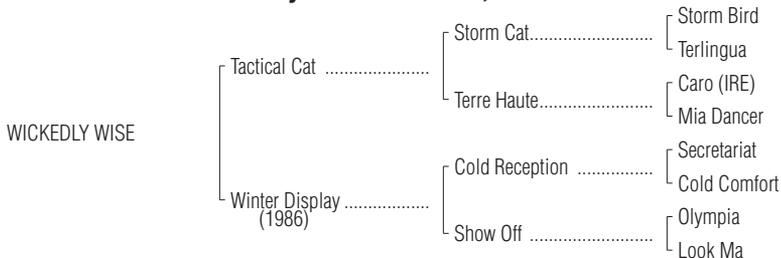 Storm Bird
Storm Cat..............................
Terlingua
Tactical Cat .........................
Caro (IRE)
Terre Haute...........................
Mia Dancer
WICKEDLY WISE
Secretariat
Cold Reception ..................
Cold Comfort
Winter Display ....................
(1986)
Olympia
Show Off .............................
Look Ma